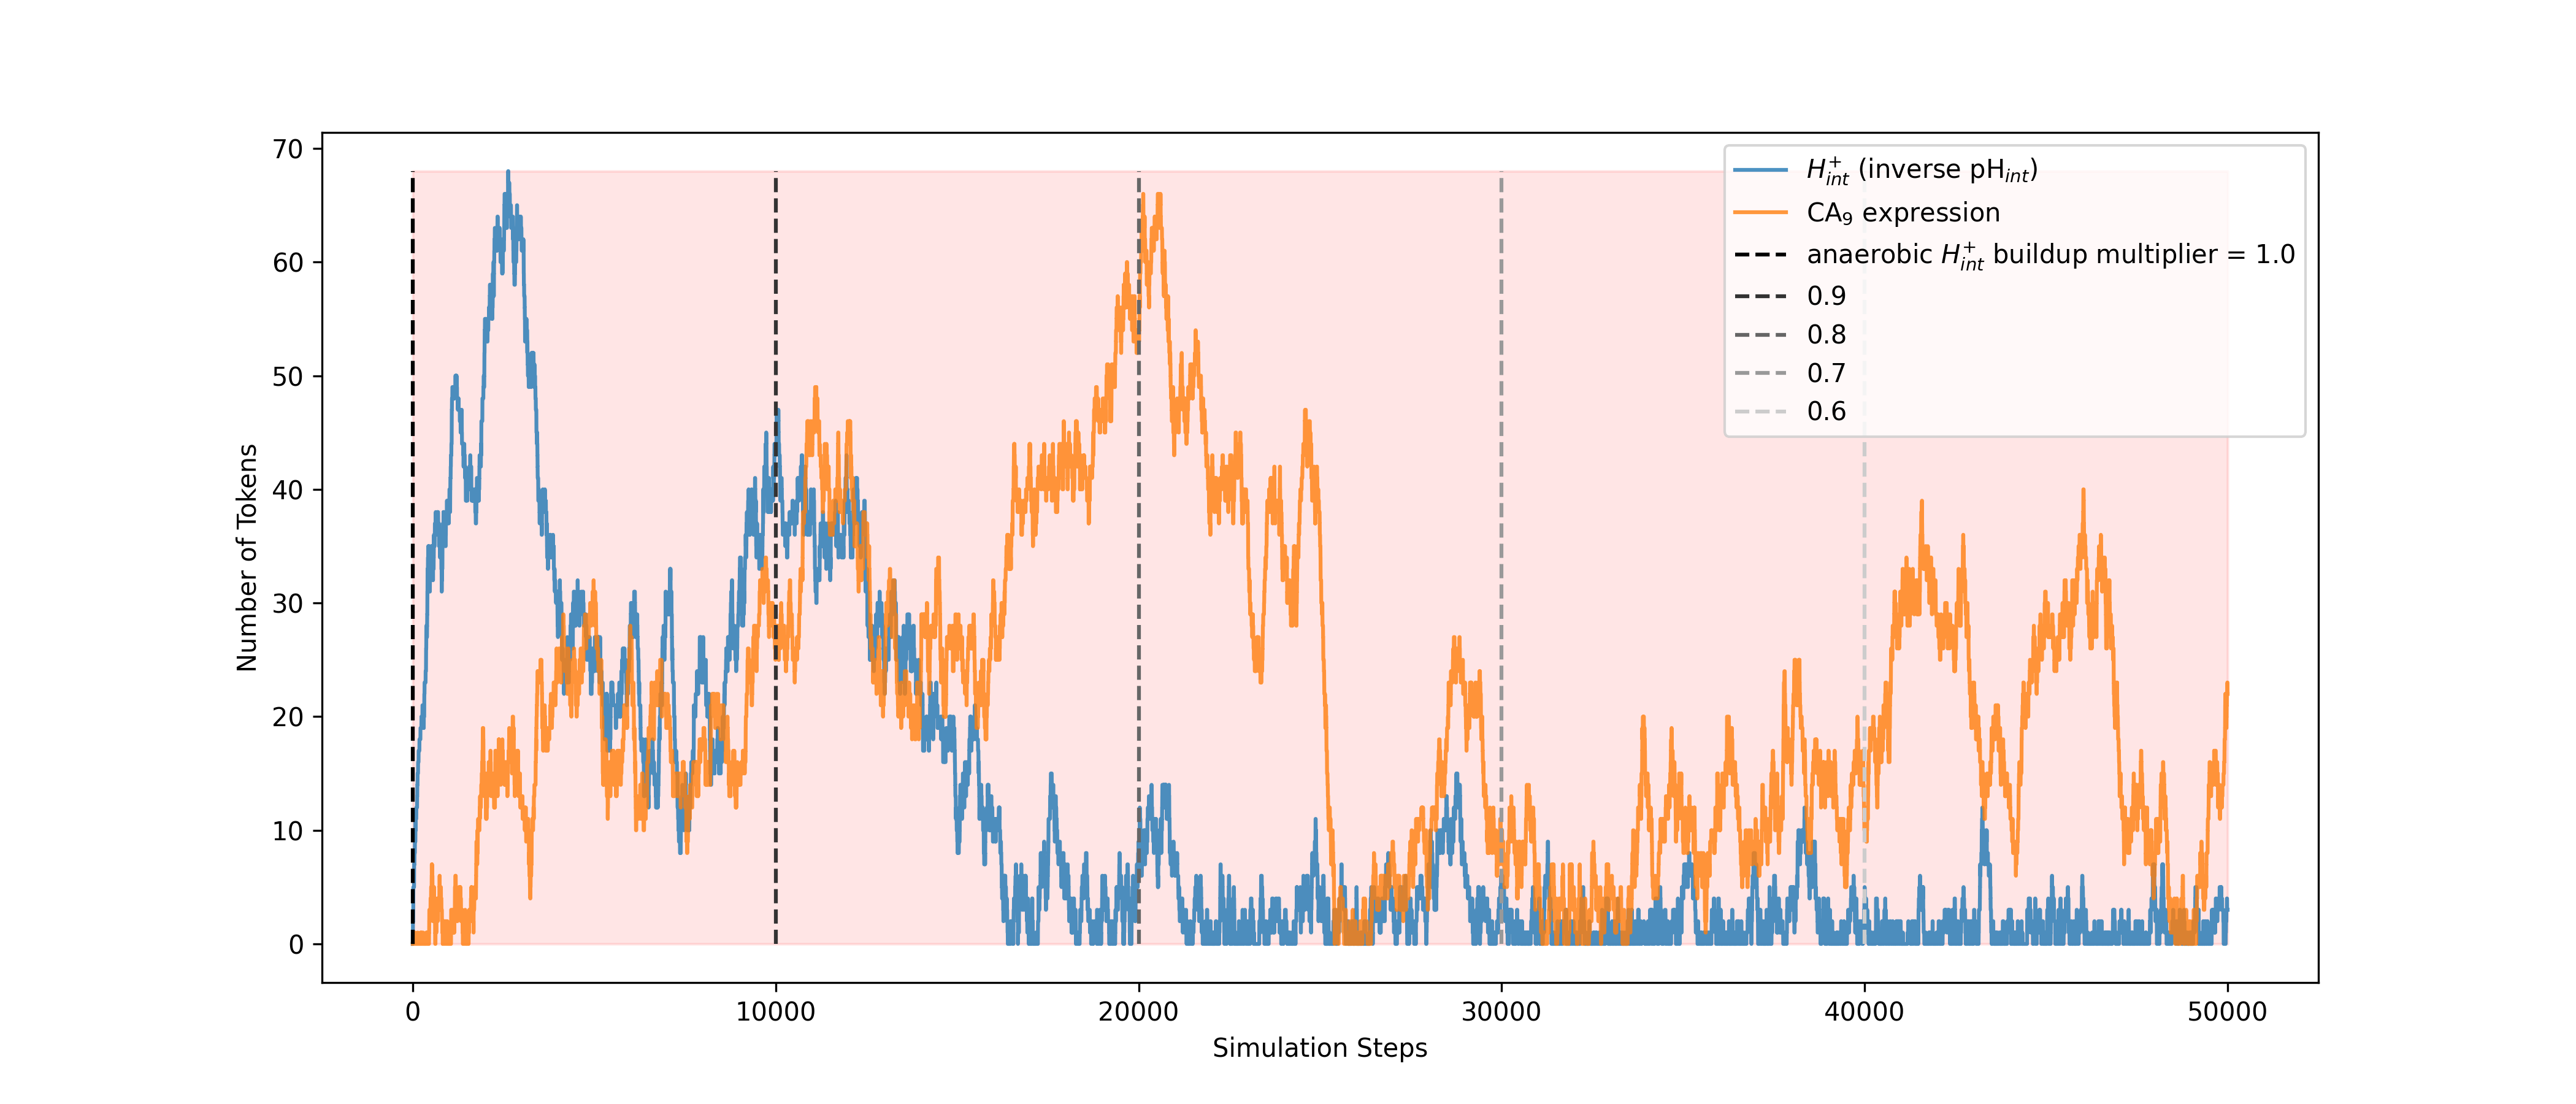 70
60
50
40
30
20
10
0
Number of Tokens
0 10000 20000 30000 40000 50000
Simulation Steps
H⁺ᵢₙₜ (inverse pHᵢₙₜ)
CA₉ expression
anaerobic H⁺ᵢₙₜ buildup multiplier = 1.0
0.9
0.8
0.7
0.6